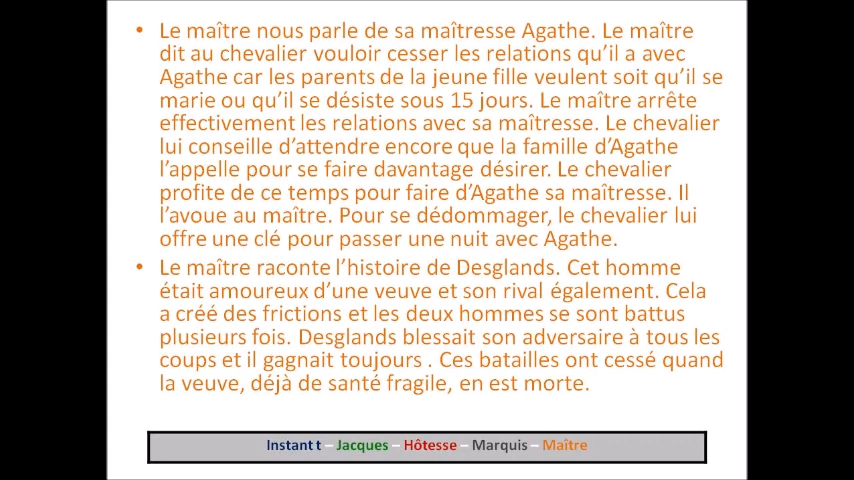 • Le maître nous parle de sa maîtresse Agathe. Le maître
dit au chevalier vouloir cesser les relations qu'il a avec
Agathe car les parents de la jeune fille veulent soit qu'il se
marie ou qu'il se désiste sous 15 jours. Le maître arrête
effectivement les relations avec sa maîtresse. Le chevalier
lui conseille d'attendre encore que la famille d'Agathe
l'appelle pour se faire davantage désirer. Le chevalier
profite de ce temps pour faire d'Agathe sa maîtresse. Il
l'avoue au maître. Pour se dédommager, le chevalier lui
offre une clé pour passer une nuit avec Agathe.
• Le maître raconte l'histoire de Desglands. Cet homme
était amoureux d'une veuve et son rival également. Cela
a créé des frictions et les deux hommes se sont battus
plusieurs fois. Desglands blessait son adversaire à tous les
coups et il gagnait toujours . Ces batailles ont cessé quand
la veuve, déjà de santé fragile, en est morte.
Instant t – Jacques – Hôtesse – Marquis – Maître